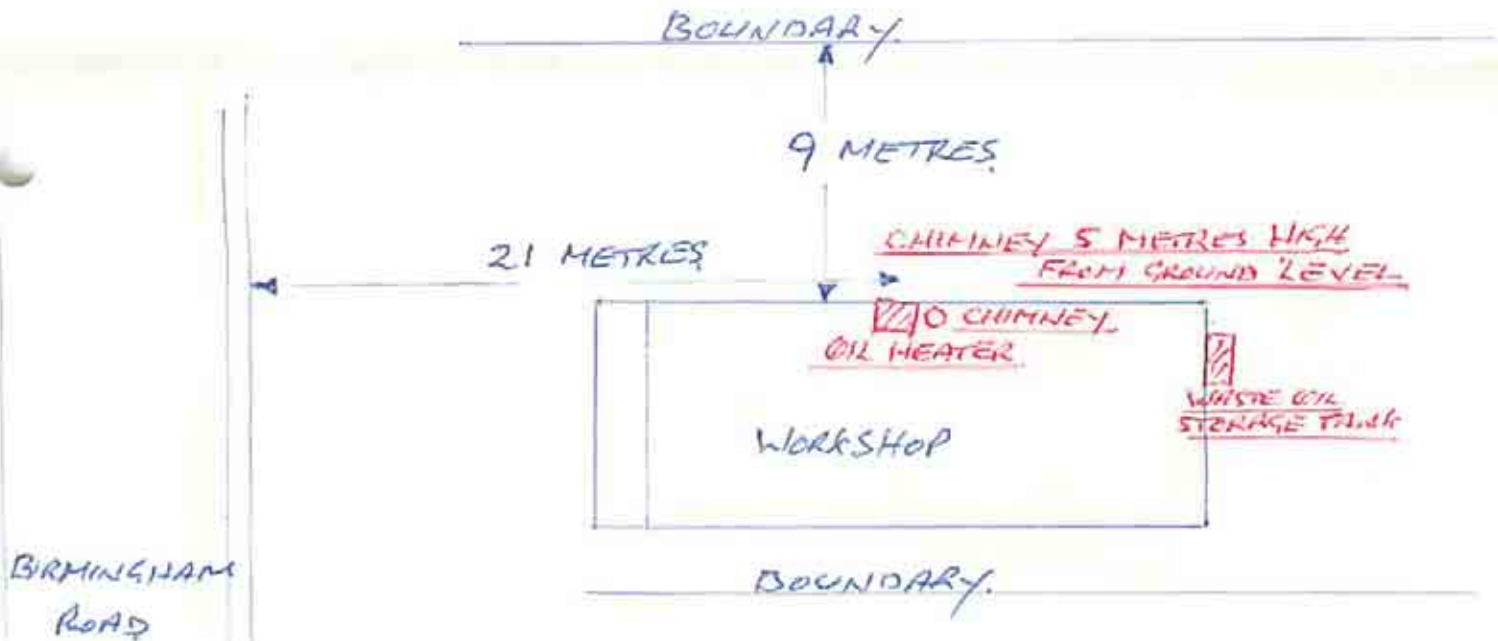 BOUNDARY.
9 METRES
21 METRES
CHIMNEY 5 METRES HIGH
FROM GROUND LEVEL
O CHIMNEY
OIL HEATER
WASTE OIL
STORAGE TANK
WORKSHOP
BIRMINGHAM
ROAD
BOUNDARY.